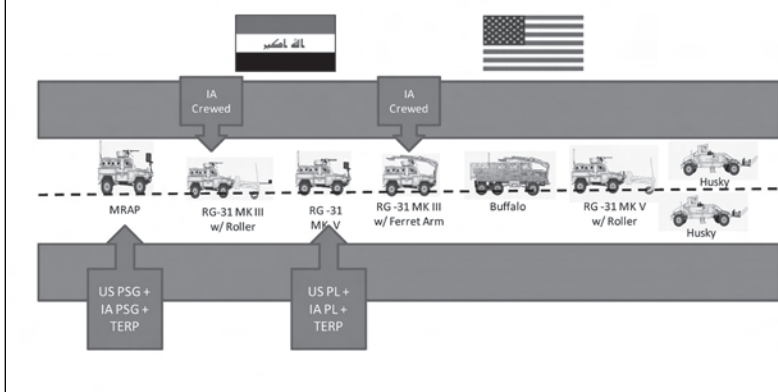 الله اكبر
IA
Crewed
IA
Crewed
MRAP
RG-31 MK III
w/ Roller
RG -31
MK V
RG -31 MK III
w/ Ferret Arm
Buffalo
RG -31 MK V
w/ Roller
Husky
Husky
US PSG +
IA PSG +
TERP
US PL +
IA PL +
TERP